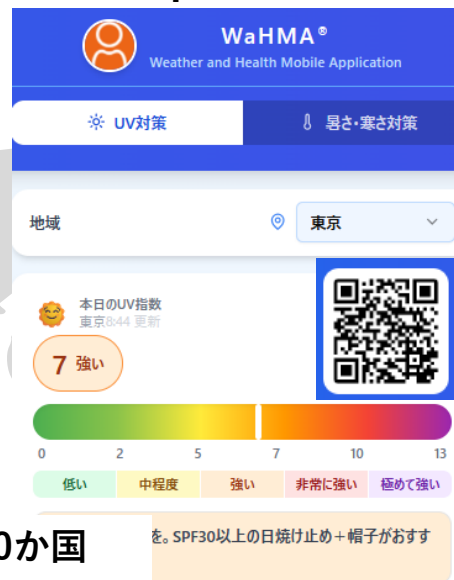 WaHMA®
Weather and Health Mobile Application
UV対策
暑さ・寒さ対策
地域
東京
本日のUV指数
東京8:44 更新
7 強い
0 2 5 7 10 13
低い 中程度 強い 非常に強い 極めて強い
を。SPF30以上の日焼け止め+帽子がおすす
0か国